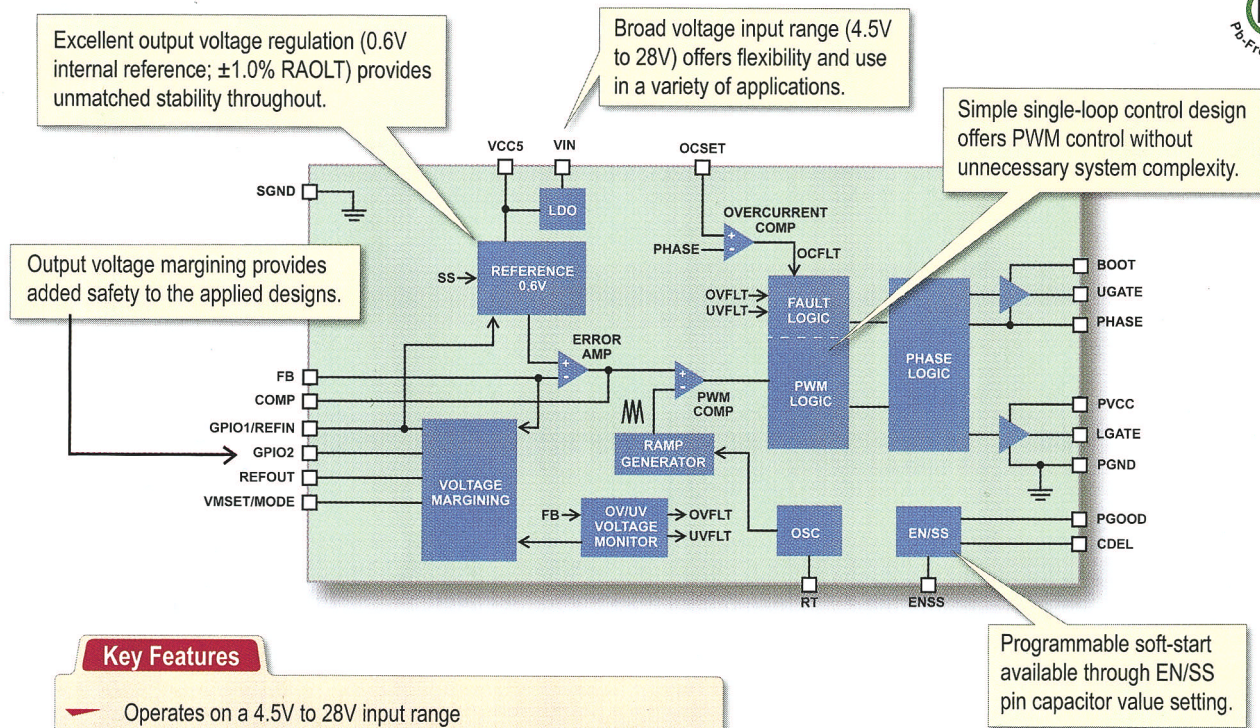 Excellent output voltage regulation (0.6V
internal reference; ±1.0% RAOLT) provides
unmatched stability throughout.
Broad voltage input range (4.5V
to 28V) offers flexibility and use
in a variety of applications.
Pb-Fr
Simple single-loop control design
offers PWM control without
unnecessary system complexity.
Output voltage margining provides
added safety to the applied designs.
VCC5
VIN
OCSET
SGND
LDO
OVERCURRENT
COMP
PHASE
OCFLT
SS
REFERENCE
0.6V
OVFLT
UVFLT
FAULT
LOGIC
BOOT
UGATE
PHASE
ERROR
AMP
PHASE
LOGIC
FB
COMP
PWM
COMP
PWM
LOGIC
GPIO1/REFIN
GPIO2
REFOUT
VMSET/MODE
VOLTAGE
MARGINING
RAMP
GENERATOR
PVCC
LGATE
PGND
FB
OV/UV
VOLTAGE
MONITOR
OVFLT
UVFLT
OSC
EN/SS
PGOOD
CDEL
RT
ENSS
Programmable soft-start
available through EN/SS
pin capacitor value setting.
Key Features
Operates on a 4.5V to 28V input range